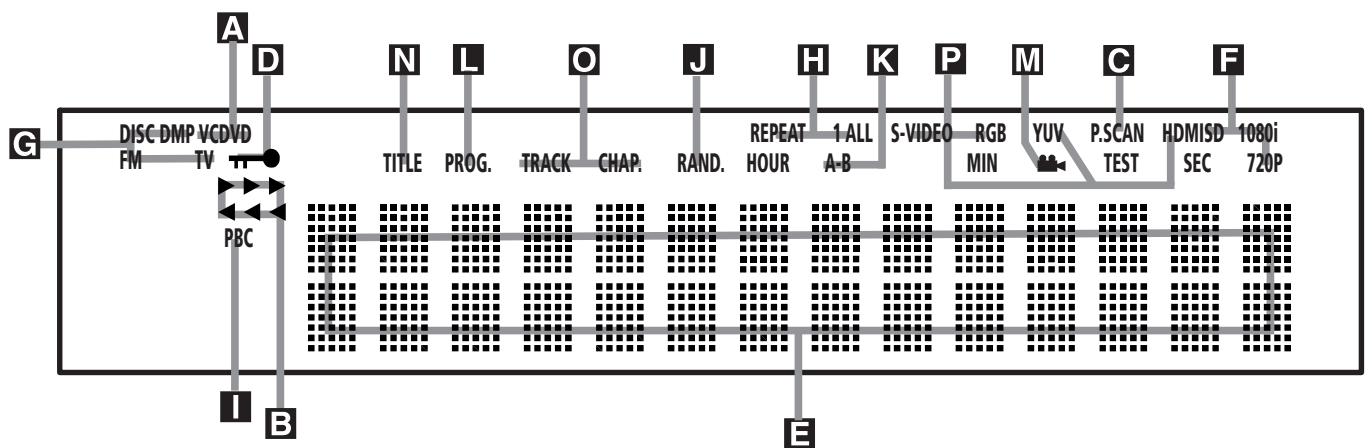 A
D N L O J H K P M C F
G DISC DMP VCDVD REPEAT 1 ALL S-VIDEO RGB YUV P.SCAN HDMISD 1080i
FM TV TITLE PROG. TRACK CHAP. RAND. HOUR A-B MIN TEST SEC 720P
PBC
I B E